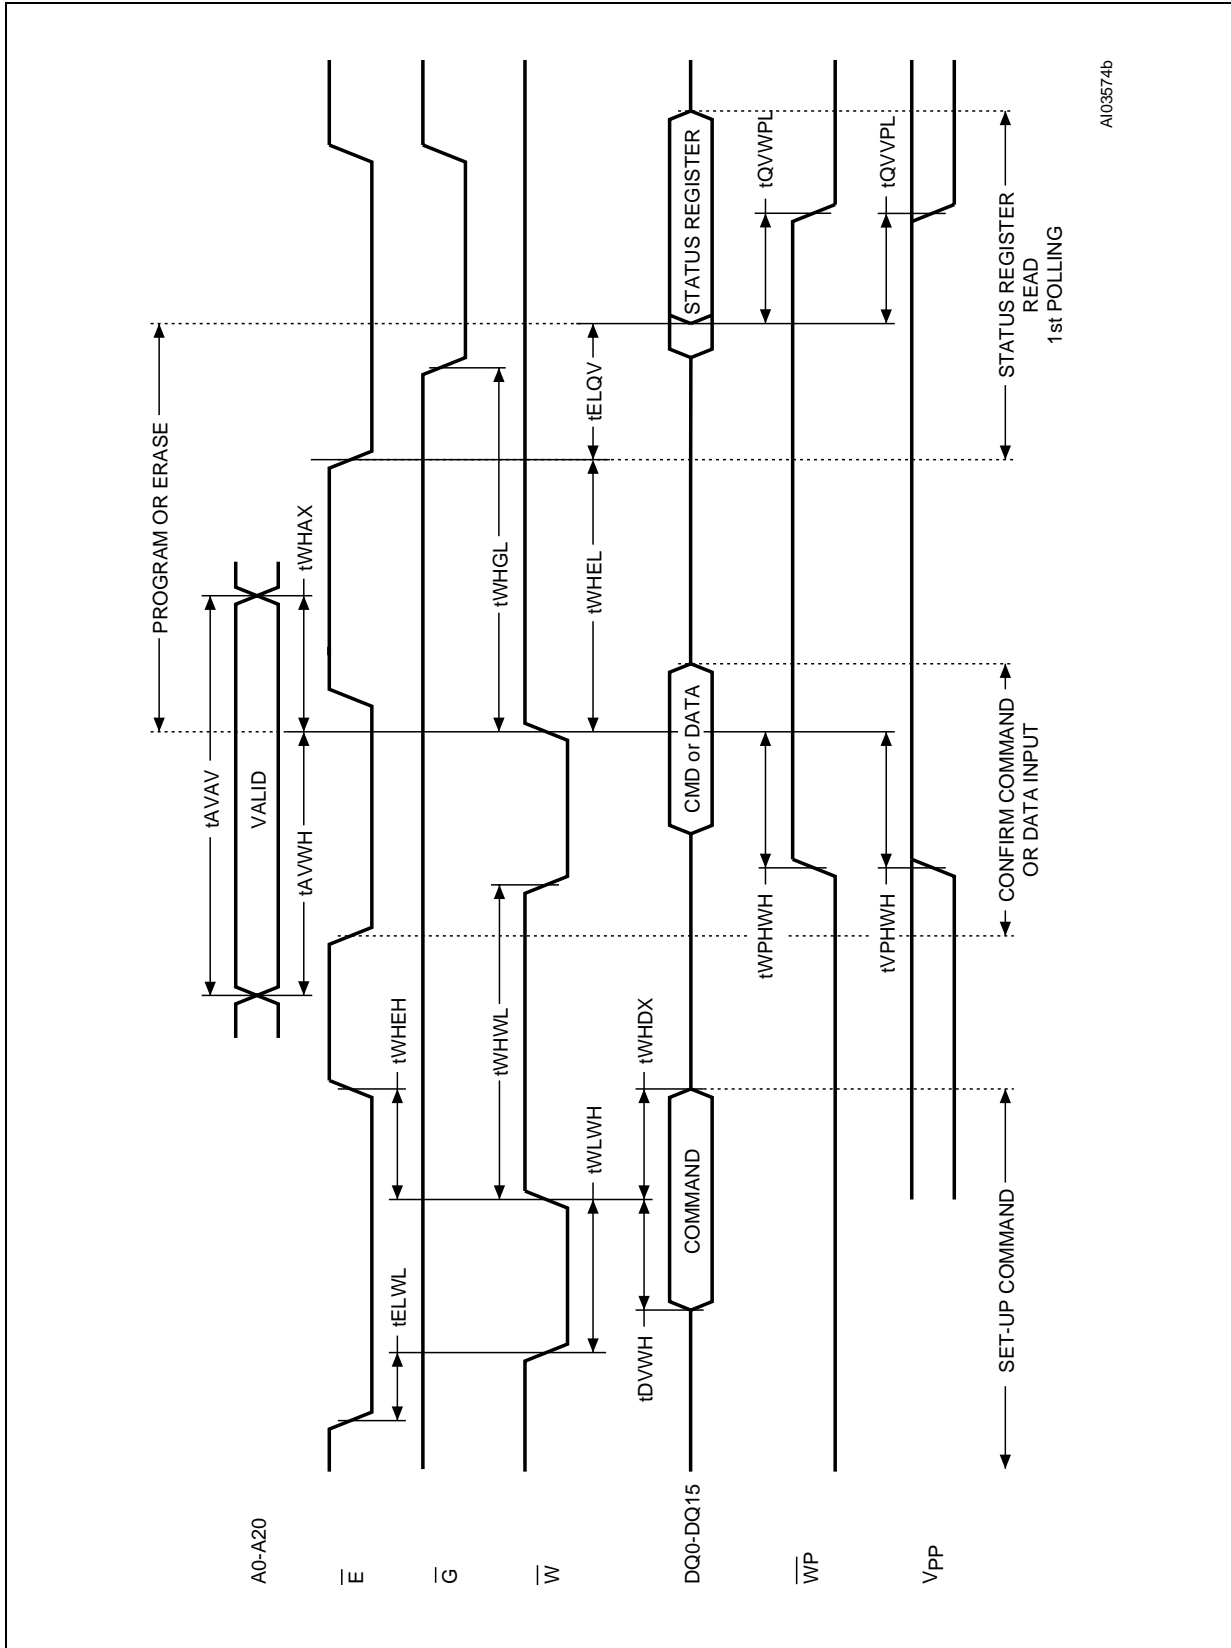 PROGRAM OR ERASE
A0-A20
tAVAV
VALID
tAVWH
tWHAX
E
tELWL
tWHEH
G
tWHWL
tWHGL
W
tWLWH
tWHEL
tELQV
tDVWH
tWHDX
DQ0-DQ15
COMMAND
CMD or DATA
STATUS REGISTER
WP
tWPHWH
tQVWPL
VPP
tVPHWH
tQVVPL
SET-UP COMMAND
CONFIRM COMMAND
OR DATA INPUT
STATUS REGISTER
READ
1st POLLING
AI03574b